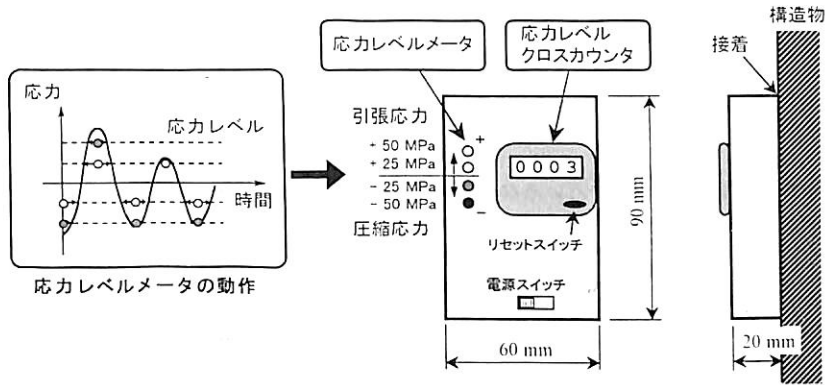 応力
応力レベル
時間
応力レベルメータの動作
応力レベルメータ
応力レベル
クロスカウンタ
引張応力
+ 50 MPa
+ 25 MPa
− 25 MPa
− 50 MPa
圧縮応力
+
−
0003
リセットスイッチ
電源スイッチ
60 mm
90 mm
構造物
接着
20 mm